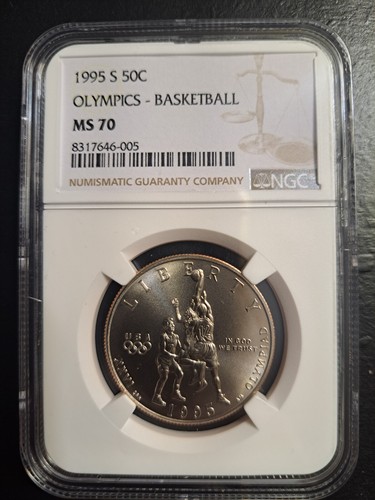 1995 S 50C
OLYMPICS - BASKETBALL
MS 70
8317646-005
NUMISMATIC GUARANTY COMPANY
NGC
LIBERTY
USA
IN GOD
WE TRUST
OLYMPIAD
1995